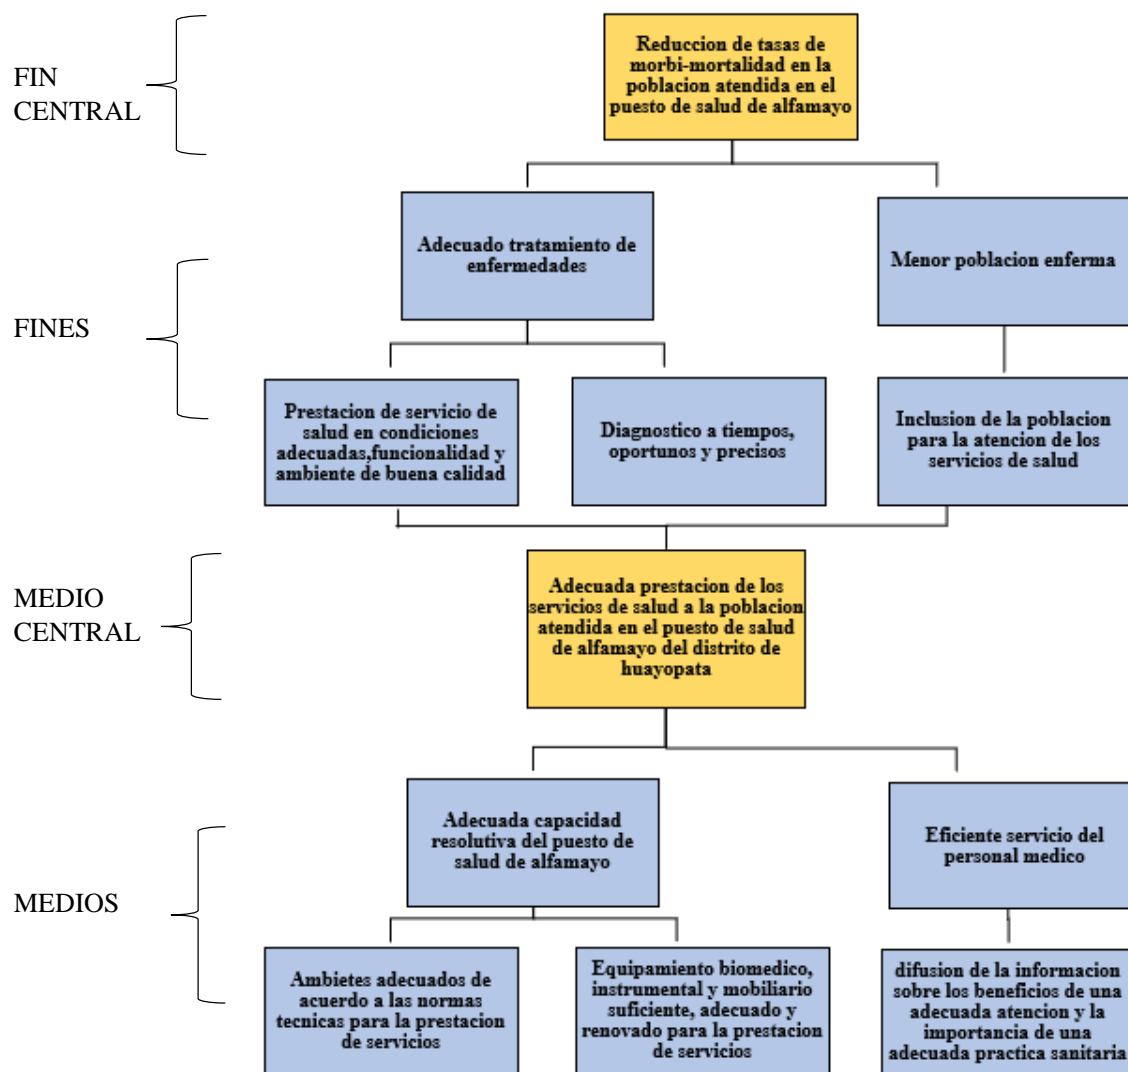 FIN
CENTRAL
Reduccion de tasas de
morbi-mortalidad en la
poblacion atendida en el
puesto de salud de alfamayo
FINES
Adecuado tratamiento de
enfermedades
Menor poblacion enferma
Prestacion de servicio de
salud en condiciones
adecuadas,funcionalidad y
ambiente de buena calidad
Diagnostico a tiempos,
oportunos y precisos
Inclusion de la poblacion
para la atencion de los
servicios de salud
MEDIO
CENTRAL
Adecuada prestacion de los
servicios de salud a la poblacion
atendida en el puesto de salud
de alfamayo del distrito de
huayopata
MEDIOS
Adecuada capacidad
resolutiva del puesto de
salud de alfamayo
Eficiente servicio del
personal medico
Ambietes adecuados de
acuerdo a las normas
tecnicas para la prestacion
de servicios
Equipamiento biomedico,
instrumental y mobiliario
suficiente, adecuado y
renovado para la prestacion
de servicios
difusion de la informacion
sobre los beneficios de una
adecuada atencion y la
importancia de una
adecuada practica sanitaria